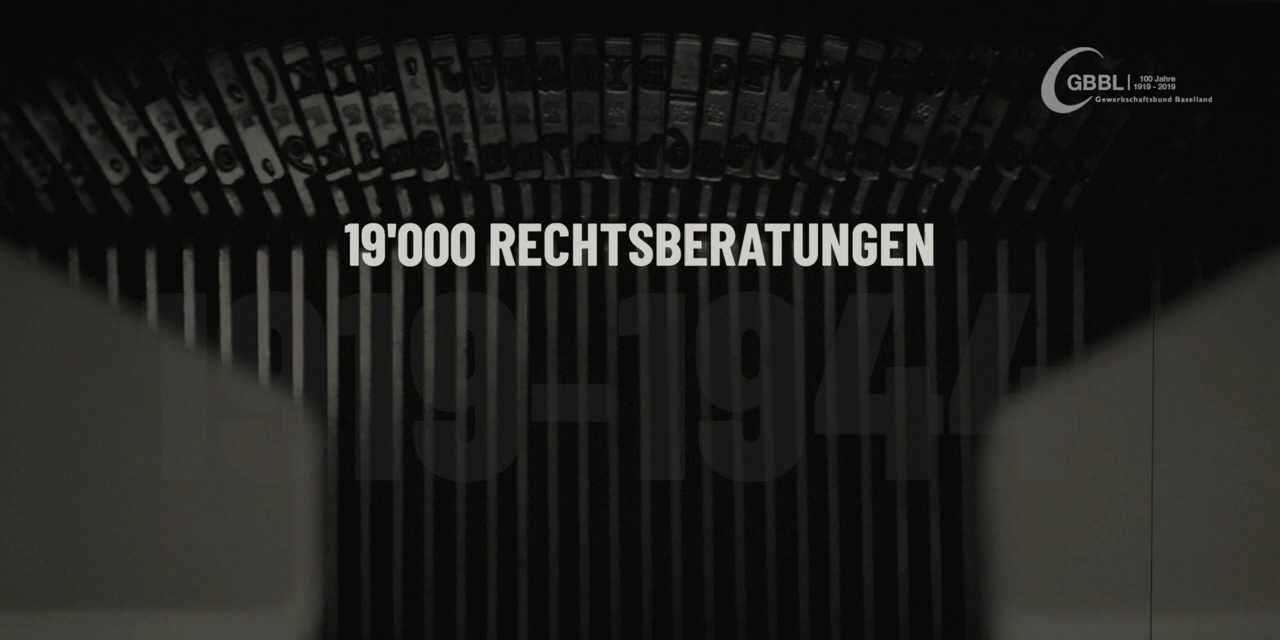 GBBL
100 Jahre
1919 - 2019
Gewerkschaftsbund Baselland
19'000 RECHTSBERATUNGEN
1919-1944